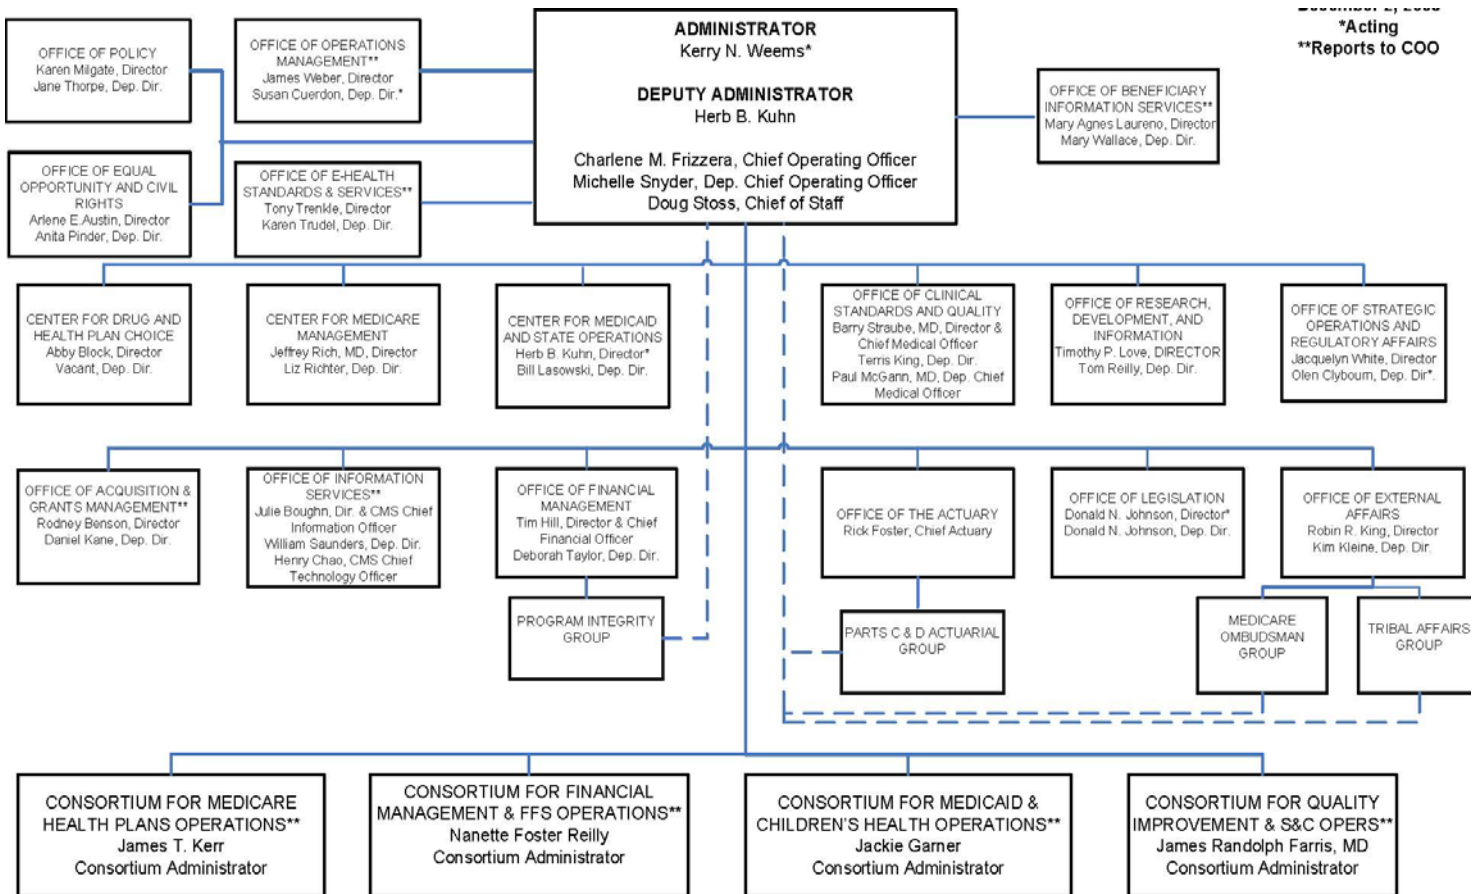 *Acting
**Reports to COO
ADMINISTRATOR
Kerry N. Weems*
DEPUTY ADMINISTRATOR
Herb B. Kuhn
Charlene M. Frizzera, Chief Operating Officer
Michelle Snyder, Dep. Chief Operating Officer
Doug Stoss, Chief of Staff
OFFICE OF POLICY
Karen Milgate, Director
Jane Thorpe, Dep. Dir.
OFFICE OF OPERATIONS
MANAGEMENT**
James Weber, Director
Susan Cuerdon, Dep. Dir.*
OFFICE OF BENEFICIARY
INFORMATION SERVICES**
Mary Agnes Laureno, Director
Mary Wallace, Dep. Dir.
OFFICE OF EQUAL
OPPORTUNITY AND CIVIL
RIGHTS
Arlene E.Austin, Director
Anita Pinder, Dep. Dir.
OFFICE OF E-HEALTH
STANDARDS & SERVICES**
Tony Trenkle, Director
Karen Trudel, Dep. Dir.
CENTER FOR DRUG AND
HEALTH PLAN CHOICE
Abby Block, Director
Vacant, Dep. Dir.
CENTER FOR MEDICARE
MANAGEMENT
Jeffrey Rich, MD, Director
Liz Richter, Dep. Dir.
CENTER FOR MEDICAID
AND STATE OPERATIONS
Herb B. Kuhn, Director*
Bill Lasowski, Dep. Dir.
OFFICE OF CLINICAL
STANDARDS AND QUALITY
Barry Straube, MD, Director &
Chief Medical Officer
Terris King, Dep. Dir.
Paul McGann, MD, Dep. Chief
Medical Officer
OFFICE OF RESEARCH,
DEVELOPMENT, AND
INFORMATION
Timothy P. Love, DIRECTOR
Tom Reilly, Dep. Dir.
OFFICE OF STRATEGIC
OPERATIONS AND
REGULATORY AFFAIRS
Jacquelyn White, Director
Olen Clybourn, Dep. Dir*.
OFFICE OF ACQUISITION &
GRANTS MANAGEMENT**
Rodney Benson, Director
Daniel Kane, Dep. Dir.
OFFICE OF INFORMATION
SERVICES**
Julie Boughn, Dir. & CMS Chief
Information Officer
William Saunders, Dep. Dir.
Henry Chao, CMS Chief
Technology Officer
OFFICE OF FINANCIAL
MANAGEMENT
Tim Hill, Director & Chief
Financial Officer
Deborah Taylor, Dep. Dir.
OFFICE OF THE ACTUARY
Rick Foster, Chief Actuary
OFFICE OF LEGISLATION
Donald N. Johnson, Director*
Donald N. Johnson, Dep. Dir.
OFFICE OF EXTERNAL
AFFAIRS
Robin R. King, Director
Kim Kleine, Dep. Dir.
PROGRAM INTEGRITY
GROUP
PARTS C & D ACTUARIAL
GROUP
MEDICARE
OMBUDSMAN
GROUP
TRIBAL AFFAIRS
GROUP
CONSORTIUM FOR MEDICARE
HEALTH PLANS OPERATIONS**
James T. Kerr
Consortium Administrator
CONSORTIUM FOR FINANCIAL
MANAGEMENT & FFS OPERATIONS**
Nanette Foster Reilly
Consortium Administrator
CONSORTIUM FOR MEDICAID &
CHILDREN'S HEALTH OPERATIONS**
Jackie Garner
Consortium Administrator
CONSORTIUM FOR QUALITY
IMPROVEMENT & S&C OPERS**
James Randolph Farris, MD
Consortium Administrator